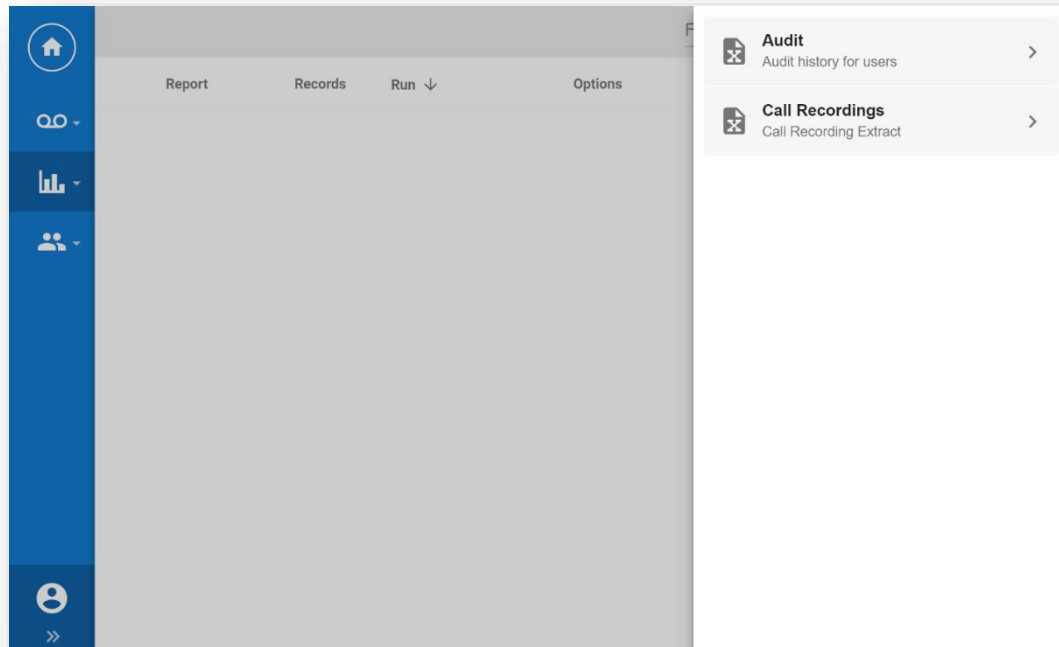 F
Report Records Run ↓ Options
Audit
Audit history for users
Call Recordings
Call Recording Extract